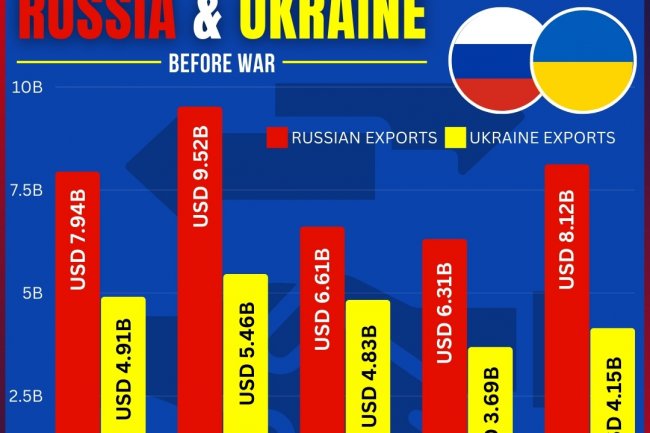 RUSSIA & UKRAINE
BEFORE WAR
10B
RUSSIAN EXPORTS
UKRAINE EXPORTS
7.5B
5B
2.5B
USD 7.94B
USD 4.91B
USD 9.52B
USD 5.46B
USD 6.61B
USD 4.83B
USD 6.31B
3.69B
USD 8.12B
4.15B